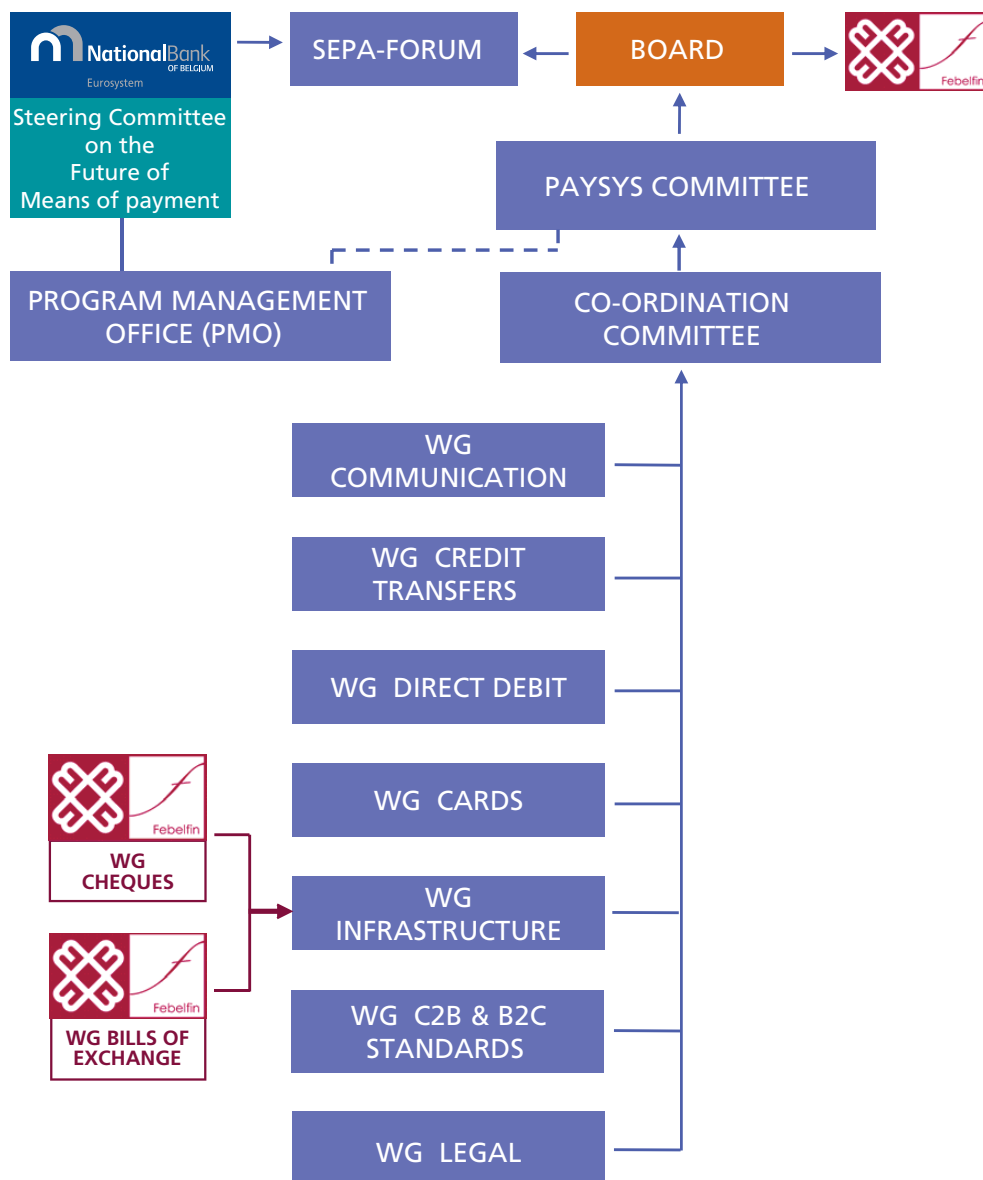 NationalBank
OF BELGIUM
Eurosystem
Steering Committee
on the
Future of
Means of payment
SEPA-FORUM
BOARD
Febelfin
PAYSYS COMMITTEE
PROGRAM MANAGEMENT
OFFICE (PMO)
CO-ORDINATION
COMMITTEE
WG
COMMUNICATION
WG CREDIT
TRANSFERS
WG DIRECT DEBIT
WG CARDS
Febelfin
WG
CHEQUES
WG
INFRASTRUCTURE
Febelfin
WG BILLS OF
EXCHANGE
WG C2B & B2C
STANDARDS
WG LEGAL